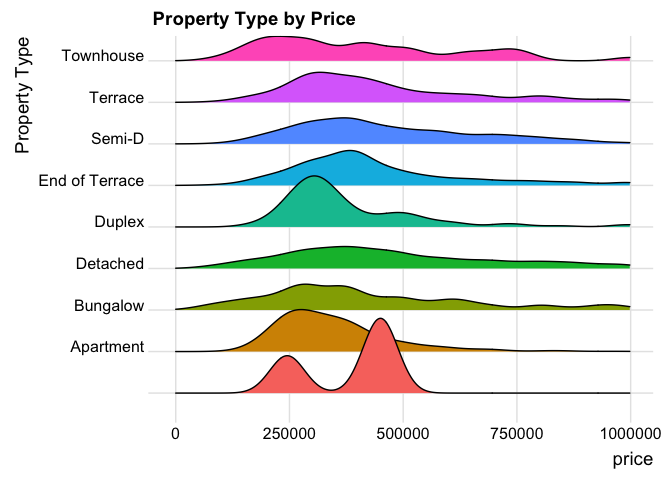 Property Type by Price
Property Type
Townhouse
Terrace
Semi-D
End of Terrace
Duplex
Detached
Bungalow
Apartment
0 250000 500000 750000 1000000
price